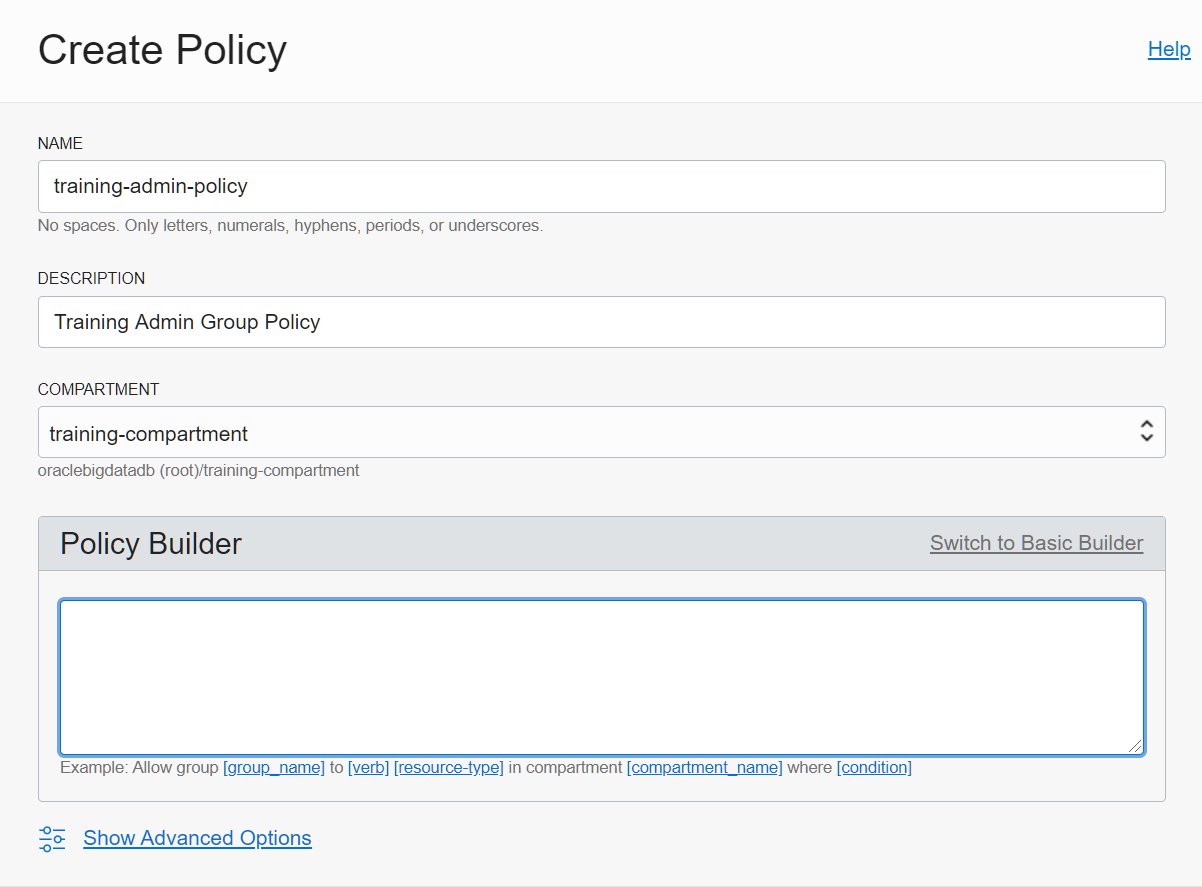 Create Policy
Help
NAME
training-admin-policy
No spaces. Only letters, numerals, hyphens, periods, or underscores.
DESCRIPTION
Training Admin Group Policy
COMPARTMENT
training-compartment
oraclebigdatadb (root)/training-compartment
Policy Builder
Switch to Basic Builder
Example: Allow group [group_name] to [verb] [resource-type] in compartment [compartment_name] where [condition]
Show Advanced Options